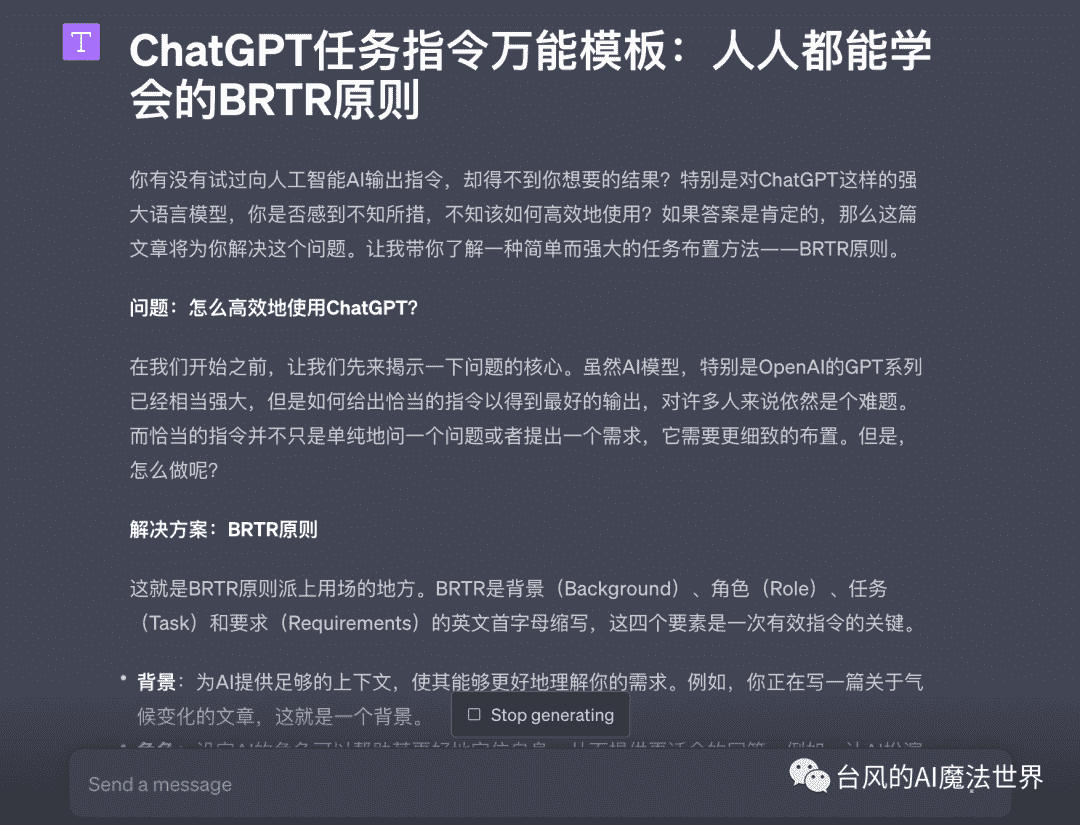 T
ChatGPT任务指令万能模板：人人都能学
会的BRTR原则
你有没有试过向人工智能AI输出指令，却得不到你想要的结果？特别是对ChatGPT这样的强
大语言模型，你是否感到不知所措，不知该如何高效地使用？如果答案是肯定的，那么这篇
文章将为你解决这个问题。让我带你了解一种简单而强大的任务布置方法——BRTR原则。
问题：怎么高效地使用ChatGPT？
在我们开始之前，让我们先来揭示一下问题的核心。虽然AI模型，特别是OpenAI的GPT系列
已经相当强大，但是如何给出恰当的指令以得到最好的输出，对许多人来说依然是个难题。
而恰当的指令并不只是单纯地问一个问题或者提出一个需求，它需要更细致的布置。但是，
怎么做呢？
解决方案：BRTR原则
这就是BRTR原则派上用场的地方。BRTR是背景（Background）、角色（Role）、任务
（Task）和要求（Requirements）的英文首字母缩写，这四个要素是一次有效指令的关键。
• 背景：为AI提供足够的上下文，使其能够更好地理解你的需求。例如，你正在写一篇关于气
候变化的文章，这就是一个背景。
Stop generating
Send a message
台风的AI魔法世界